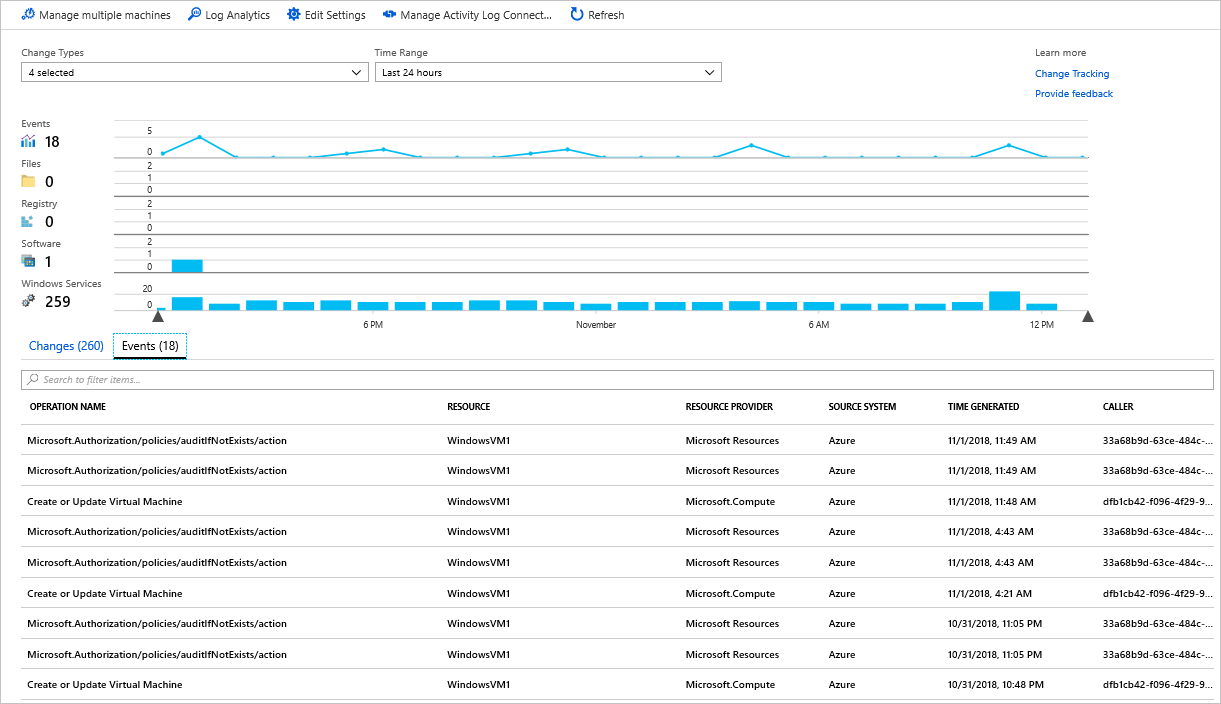 Manage multiple machines Log Analytics Edit Settings Manage Activity Log Connect... Refresh
Change Types Time Range Learn more
4 selected Last 24 hours Change Tracking
Provide feedback
Events
18
5
0
Files
0
2
1
0
Registry
0
2
1
0
Software
1
2
1
0
Windows Services
259
20
0
6 PM November 6 AM 12 PM
Changes (260) Events (18)
Search to filter items...
OPERATION NAME RESOURCE RESOURCE PROVIDER SOURCE SYSTEM TIME GENERATED CALLER
Microsoft.Authorization/policies/auditIfNotExists/action WindowsVM1 Microsoft Resources Azure 11/1/2018, 11:49 AM 33a68b9d-63ce-484c-...
Microsoft.Authorization/policies/auditIfNotExists/action WindowsVM1 Microsoft Resources Azure 11/1/2018, 11:49 AM 33a68b9d-63ce-484c-...
Create or Update Virtual Machine WindowsVM1 Microsoft.Compute Azure 11/1/2018, 11:48 AM dfb1cb42-f096-4f29-9...
Microsoft.Authorization/policies/auditIfNotExists/action WindowsVM1 Microsoft Resources Azure 11/1/2018, 4:43 AM 33a68b9d-63ce-484c-...
Microsoft.Authorization/policies/auditIfNotExists/action WindowsVM1 Microsoft Resources Azure 11/1/2018, 4:43 AM 33a68b9d-63ce-484c-...
Create or Update Virtual Machine WindowsVM1 Microsoft.Compute Azure 11/1/2018, 4:21 AM dfb1cb42-f096-4f29-9...
Microsoft.Authorization/policies/auditIfNotExists/action WindowsVM1 Microsoft Resources Azure 10/31/2018, 11:05 PM 33a68b9d-63ce-484c-...
Microsoft.Authorization/policies/auditIfNotExists/action WindowsVM1 Microsoft Resources Azure 10/31/2018, 11:05 PM 33a68b9d-63ce-484c-...
Create or Update Virtual Machine WindowsVM1 Microsoft.Compute Azure 10/31/2018, 10:48 PM dfb1cb42-f096-4f29-9...